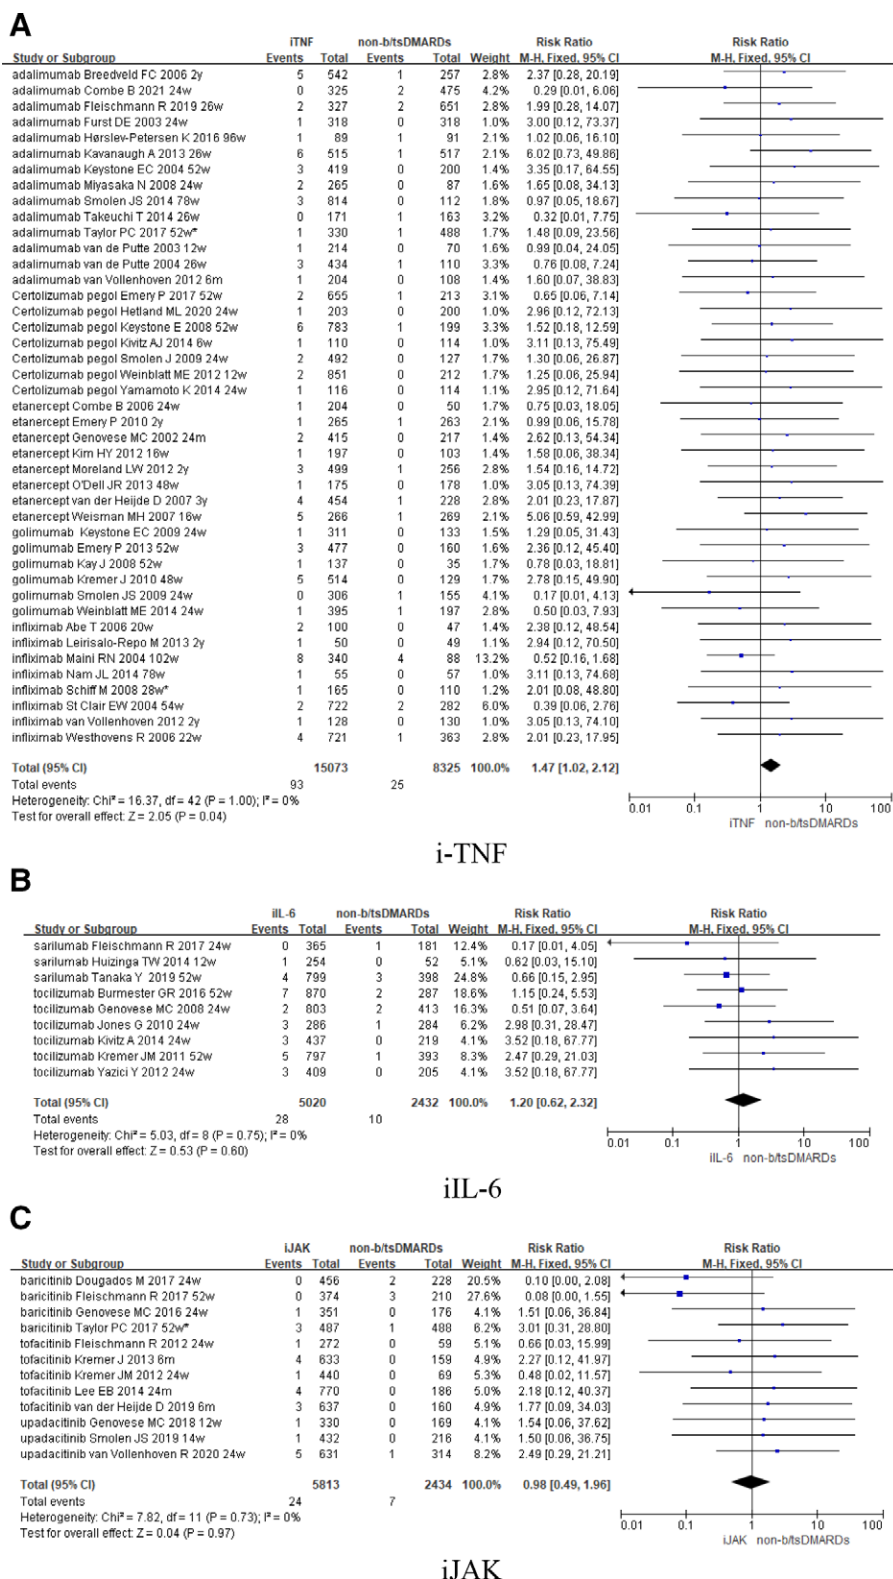 A
iTNF non-b/tsDMARDs Risk Ratio Risk Ratio
Study or Subgroup Events Total Events Total Weight M-H, Fixed, 95% CI M-H, Fixed, 95% CI
adalimumab Breedveld FC 2006 2y 5 542 1 257 2.8% 2.37 [0.28, 20.19]
adalimumab Combe B 2021 24w 0 325 2 475 4.2% 0.29 [0.01, 6.06]
adalimumab Fleischmann R 2019 26w 2 327 2 651 2.8% 1.99 [0.28, 14.07]
adalimumab Furst DE 2003 24w 1 318 0 318 1.0% 3.00 [0.12, 73.37]
adalimumab Hørslev-Petersen K 2016 96w 1 89 1 91 2.1% 1.02 [0.06, 16.10]
adalimumab Kavanaugh A 2013 26w 6 515 1 517 2.1% 6.02 [0.73, 49.86]
adalimumab Keystone EC 2004 52w 3 419 0 200 1.4% 3.35 [0.17, 64.55]
adalimumab Miyasaka N 2008 24w 2 265 0 87 1.6% 1.65 [0.08, 34.13]
adalimumab Smolen JS 2014 78w 3 814 0 112 1.8% 0.97 [0.05, 18.67]
adalimumab Takeuchi T 2014 26w 0 171 1 163 3.2% 0.32 [0.01, 7.75]
adalimumab Taylor PC 2017 52w* 1 330 1 488 1.7% 1.48 [0.09, 23.56]
adalimumab van de Putte 2003 12w 1 214 0 70 1.6% 0.99 [0.04, 24.05]
adalimumab van de Putte 2004 26w 3 434 1 110 3.3% 0.76 [0.08, 7.24]
adalimumab van Vollenhoven 2012 6m 1 204 0 108 1.4% 1.60 [0.07, 38.83]
Certolizumab pegol Emery P 2017 52w 2 655 1 213 3.1% 0.65 [0.06, 7.14]
Certolizumab pegol Hetland ML 2020 24w 1 203 0 200 1.1% 2.96 [0.12, 72.13]
Certolizumab pegol Keystone E 2008 52w 6 783 1 199 3.3% 1.52 [0.18, 12.59]
Certolizumab pegol Kivitz AJ 2014 6w 1 110 0 114 1.0% 3.11 [0.13, 75.49]
Certolizumab pegol Smolen J 2009 24w 2 492 0 127 1.7% 1.30 [0.06, 26.87]
Certolizumab pegol Weinblatt ME 2012 12w 2 851 0 212 1.7% 1.25 [0.06, 25.94]
Certolizumab pegol Yamamoto K 2014 24w 1 116 0 114 1.1% 2.95 [0.12, 71.64]
etanercept Combe B 2006 24w 1 204 0 50 1.7% 0.75 [0.03, 18.05]
etanercept Emery P 2010 2y 1 265 1 263 2.1% 0.99 [0.06, 15.78]
etanercept Genovese MC 2002 24m 2 415 0 217 1.4% 2.62 [0.13, 54.34]
etanercept Kim HY 2012 16w 1 197 0 103 1.4% 1.58 [0.06, 38.34]
etanercept Moreland LW 2012 2y 3 499 1 256 2.8% 1.54 [0.16, 14.72]
etanercept O'Dell JR 2013 48w 1 175 0 178 1.0% 3.05 [0.13, 74.39]
etanercept van der Heijde D 2007 3y 4 454 1 228 2.8% 2.01 [0.23, 17.87]
etanercept Weisman MH 2007 16w 5 266 1 269 2.1% 5.06 [0.59, 42.99]
golimumab Keystone EC 2009 24w 1 311 0 133 1.5% 1.29 [0.05, 31.43]
golimumab Emery P 2013 52w 3 477 0 160 1.6% 2.36 [0.12, 45.40]
golimumab Kay J 2008 52w 1 137 0 35 1.7% 0.78 [0.03, 18.81]
golimumab Kremer J 2010 48w 5 514 0 129 1.7% 2.78 [0.15, 49.90]
golimumab Smolen JS 2009 24w 0 306 1 155 4.1% 0.17 [0.01, 4.13]
golimumab Weinblatt ME 2014 24w 1 395 1 197 2.8% 0.50 [0.03, 7.93]
infliximab Abe T 2006 20w 2 100 0 47 1.4% 2.38 [0.12, 48.54]
infliximab Leirisalo-Repo M 2013 2y 1 50 0 49 1.1% 2.94 [0.12, 70.50]
infliximab Maini RN 2004 102w 8 340 4 88 13.2% 0.52 [0.16, 1.68]
infliximab Nam JL 2014 78w 1 55 0 57 1.0% 3.11 [0.13, 74.68]
infliximab Schiff M 2008 28w* 1 165 0 110 1.2% 2.01 [0.08, 48.80]
infliximab St Clair EW 2004 54w 2 722 2 282 6.0% 0.39 [0.06, 2.76]
infliximab van Vollenhoven 2012 2y 1 128 0 130 1.0% 3.05 [0.13, 74.10]
infliximab Westhovens R 2006 22w 4 721 1 363 2.8% 2.01 [0.23, 17.95]
Total (95% CI) 15073 8325 100.0% 1.47 [1.02, 2.12]
Total events 93 25
Heterogeneity: Chi² = 16.37, df = 42 (P = 1.00); I² = 0%
Test for overall effect: Z = 2.05 (P = 0.04)
0.01 0.1 1 10 100
iTNF non-b/tsDMARDs
i-TNF
B
iIL-6 non-b/tsDMARDs Risk Ratio Risk Ratio
Study or Subgroup Events Total Events Total Weight M-H, Fixed, 95% CI M-H, Fixed, 95% CI
sarilumab Fleischmann R 2017 24w 0 365 1 181 12.4% 0.17 [0.01, 4.05]
sarilumab Huizinga TW 2014 12w 1 254 0 52 5.1% 0.62 [0.03, 15.10]
sarilumab Tanaka Y 2019 52w 4 799 3 398 24.8% 0.66 [0.15, 2.95]
tocilizumab Burmester GR 2016 52w 7 870 2 287 18.6% 1.15 [0.24, 5.53]
tocilizumab Genovese MC 2008 24w 2 803 2 413 16.3% 0.51 [0.07, 3.64]
tocilizumab Jones G 2010 24w 3 286 1 284 6.2% 2.98 [0.31, 28.47]
tocilizumab Kivitz A 2014 24w 3 437 0 219 4.1% 3.52 [0.18, 67.77]
tocilizumab Kremer JM 2011 52w 5 797 1 393 8.3% 2.47 [0.29, 21.03]
tocilizumab Yazici Y 2012 24w 3 409 0 205 4.1% 3.52 [0.18, 67.77]
Total (95% CI) 5020 2432 100.0% 1.20 [0.62, 2.32]
Total events 28 10
Heterogeneity: Chi² = 5.03, df = 8 (P = 0.75); I² = 0%
Test for overall effect: Z = 0.53 (P = 0.60)
0.01 0.1 1 10 100
iIL-6 non-b/tsDMARDs
iIL-6
C
iJAK non-b/tsDMARDs Risk Ratio Risk Ratio
Study or Subgroup Events Total Events Total Weight M-H, Fixed, 95% CI M-H, Fixed, 95% CI
baricitinib Dougados M 2017 24w 0 456 2 228 20.5% 0.10 [0.00, 2.08]
baricitinib Fleischmann R 2017 52w 0 374 3 210 27.6% 0.08 [0.00, 1.55]
baricitinib Genovese MC 2016 24w 1 351 0 176 4.1% 1.51 [0.06, 36.84]
baricitinib Taylor PC 2017 52w* 3 487 1 488 6.2% 3.01 [0.31, 28.80]
tofacitinib Fleischmann R 2012 24w 1 272 0 59 5.1% 0.66 [0.03, 15.99]
tofacitinib Kremer J 2013 6m 4 633 0 159 4.9% 2.27 [0.12, 41.97]
tofacitinib Kremer JM 2012 24w 1 440 0 69 5.3% 0.48 [0.02, 11.57]
tofacitinib Lee EB 2014 24m 4 770 0 186 5.0% 2.18 [0.12, 40.37]
tofacitinib van der Heijde D 2019 6m 3 637 0 160 4.9% 1.77 [0.09, 34.03]
upadacitinib Genovese MC 2018 12w 1 330 0 169 4.1% 1.54 [0.06, 37.62]
upadacitinib Smolen JS 2019 14w 1 432 0 216 4.1% 1.50 [0.06, 36.75]
upadacitinib van Vollenhoven R 2020 24w 5 631 1 314 8.2% 2.49 [0.29, 21.21]
Total (95% CI) 5813 2434 100.0% 0.98 [0.49, 1.96]
Total events 24 7
Heterogeneity: Chi² = 7.82, df = 11 (P = 0.73); I² = 0%
Test for overall effect: Z = 0.04 (P = 0.97)
0.01 0.1 1 10 100
iJAK non-b/tsDMARDs
iJAK